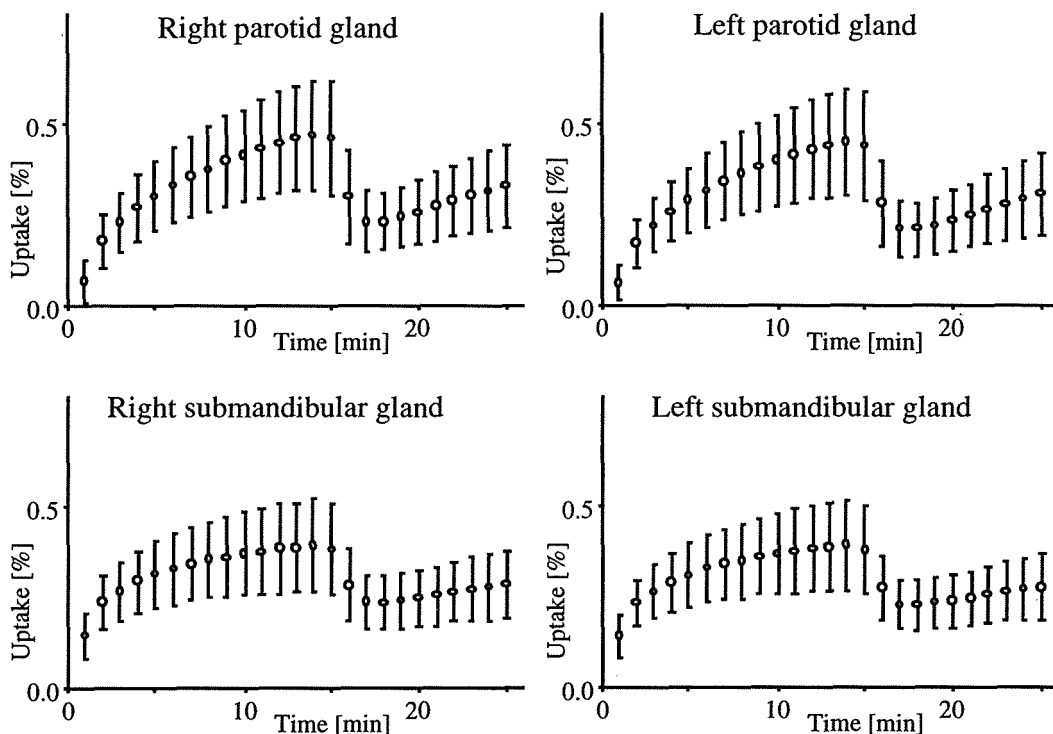 Right parotid gland
Uptake [%]
0.5
0.0
0
10
20
Time [min]
Left parotid gland
Uptake [%]
0.5
0.0
0
10
20
Time [min]
Right submandibular gland
Uptake [%]
0.5
0.0
0
10
20
Time [min]
Left submandibular gland
Uptake [%]
0.5
0.0
0
10
20
Time [min]